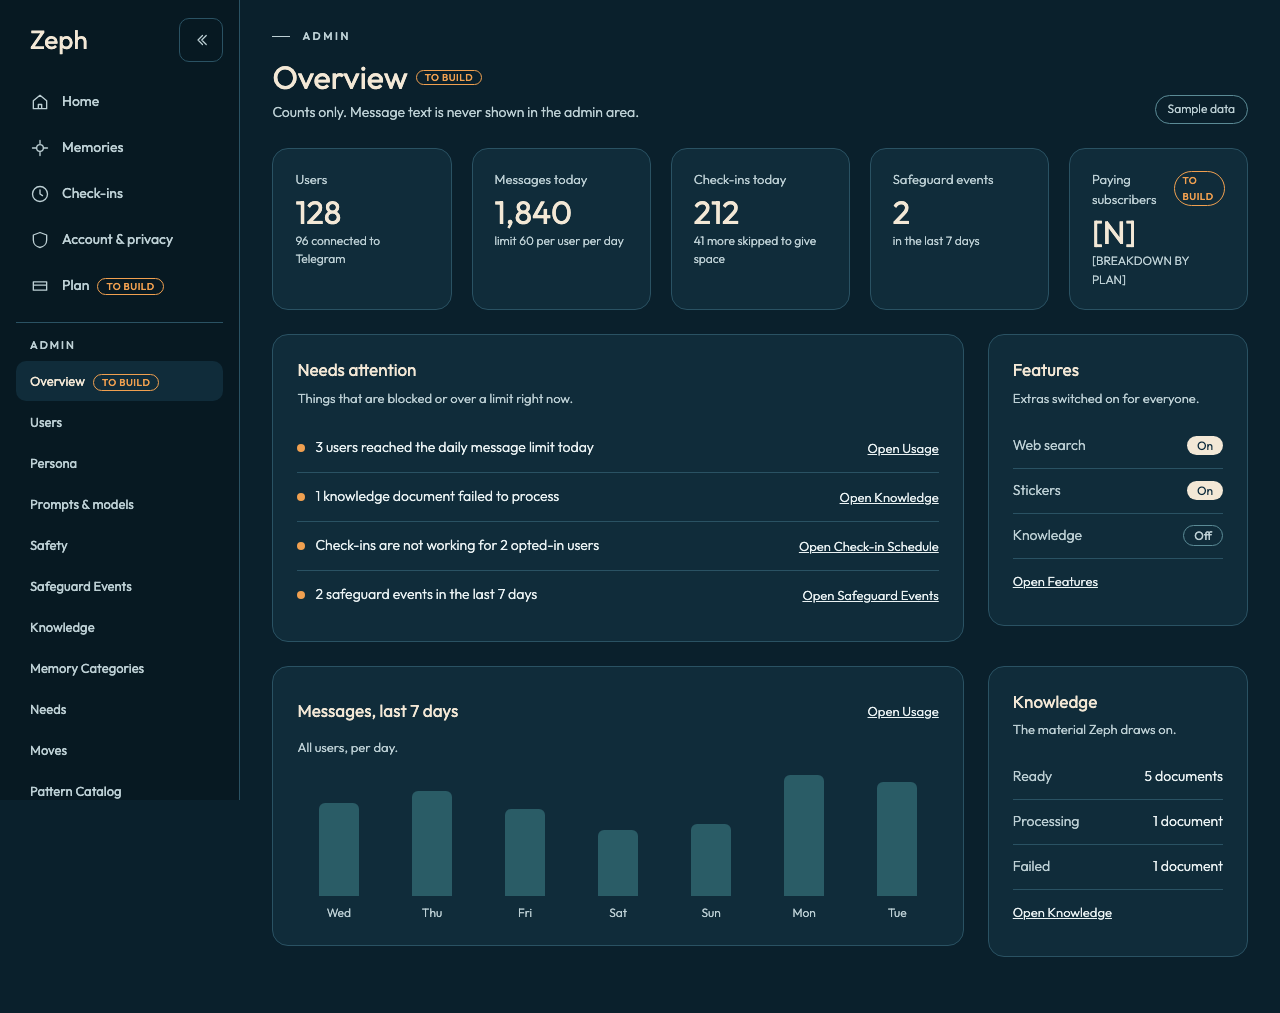 Zeph
Home
Memories
Check-ins
Account & privacy
Plan TO BUILD
ADMIN
Overview TO BUILD
Users
Persona
Prompts & models
Safety
Safeguard Events
Knowledge
Memory Categories
Needs
Moves
Pattern Catalog
ADMIN
Overview TO BUILD
Counts only. Message text is never shown in the admin area.
Sample data
Users
128
96 connected to
Telegram
Messages today
1,840
limit 60 per user per day
Check-ins today
212
41 more skipped to give
space
Safeguard events
2
in the last 7 days
Paying
subscribers
TO
BUILD
[N]
[BREAKDOWN BY
PLAN]
Needs attention
Things that are blocked or over a limit right now.
3 users reached the daily message limit today Open Usage
1 knowledge document failed to process Open Knowledge
Check-ins are not working for 2 opted-in users Open Check-in Schedule
2 safeguard events in the last 7 days Open Safeguard Events
Features
Extras switched on for everyone.
Web search On
Stickers On
Knowledge Off
Open Features
Messages, last 7 days Open Usage
All users, per day.
Wed Thu Fri Sat Sun Mon Tue
Knowledge
The material Zeph draws on.
Ready 5 documents
Processing 1 document
Failed 1 document
Open Knowledge